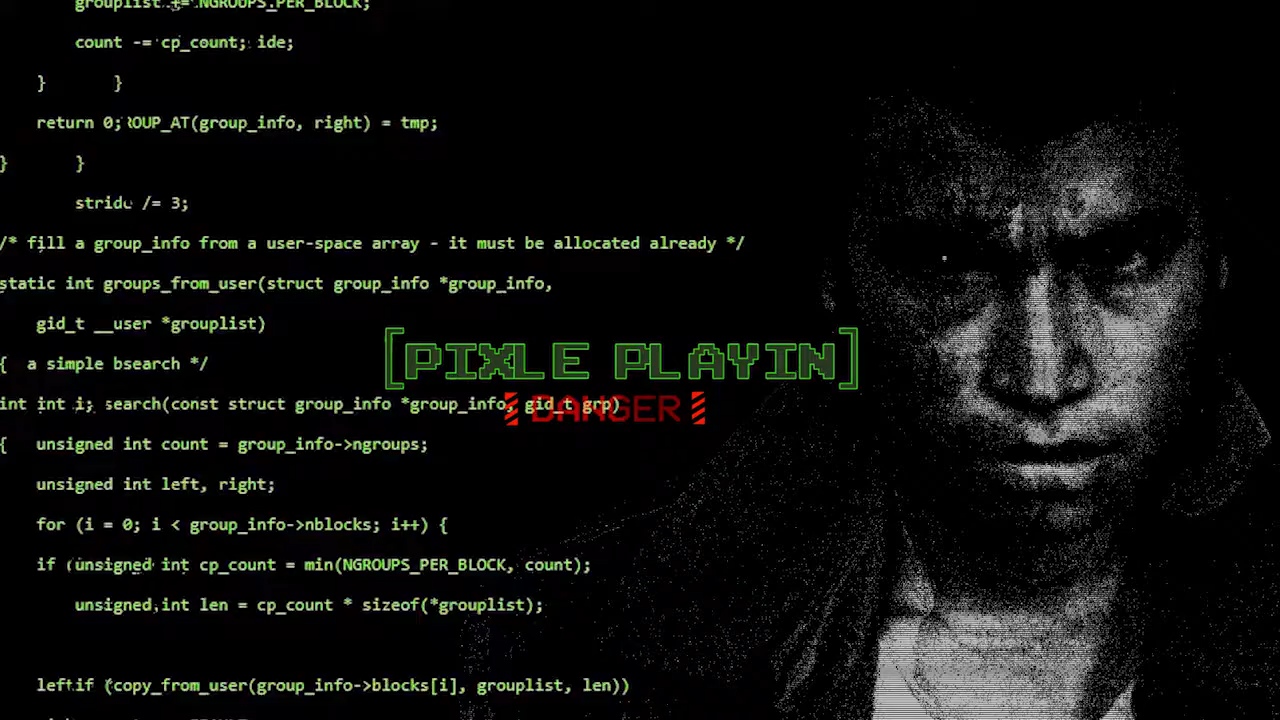 grouplist += NGROUPS_PER_BLOCK;
count -= cp_count; ide;
} }
return 0; ROUP_AT(group_info, right) = tmp;
} }
stride /= 3;
/* fill a group_info from a user-space array - it must be allocated already */
static int groups_from_user(struct group_info *group_info,
gid_t __user *grouplist)
[PIXLE PLAYIN]
{ a simple bsearch */
int int i; search(const struct group_info *group_info, gid_t grp)
DANGER
{ unsigned int count = group_info->ngroups;
unsigned int left, right;
for (i = 0; i < group_info->nblocks; i++) {
if (unsigned int cp_count = min(NGROUPS_PER_BLOCK, count);
unsigned int len = cp_count * sizeof(*grouplist);
left if (copy_from_user(group_info->blocks[i], grouplist, len))